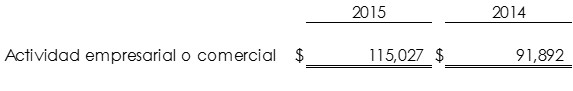 2015 2014
Actividad empresarial o comercial $ 115,027 $ 91,892